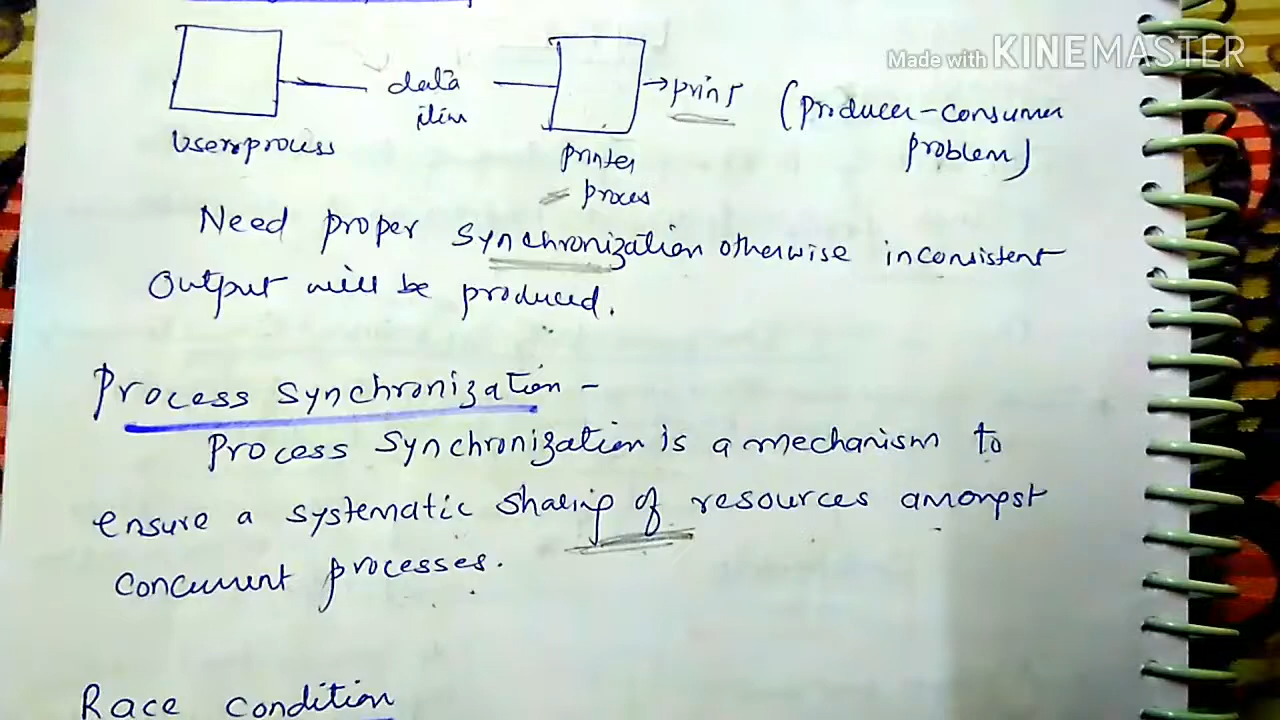 Made with KINEMASTER
data
item
→ print
(Producer-consumer
problem)
User process
printer
proces
Need proper synchronization otherwise inconsistent
Output will be produced.
Process Synchronization -
Process Synchronization is a mechanism to
ensure a systematic sharing of resources amongst
concurrent processes.
Race condition